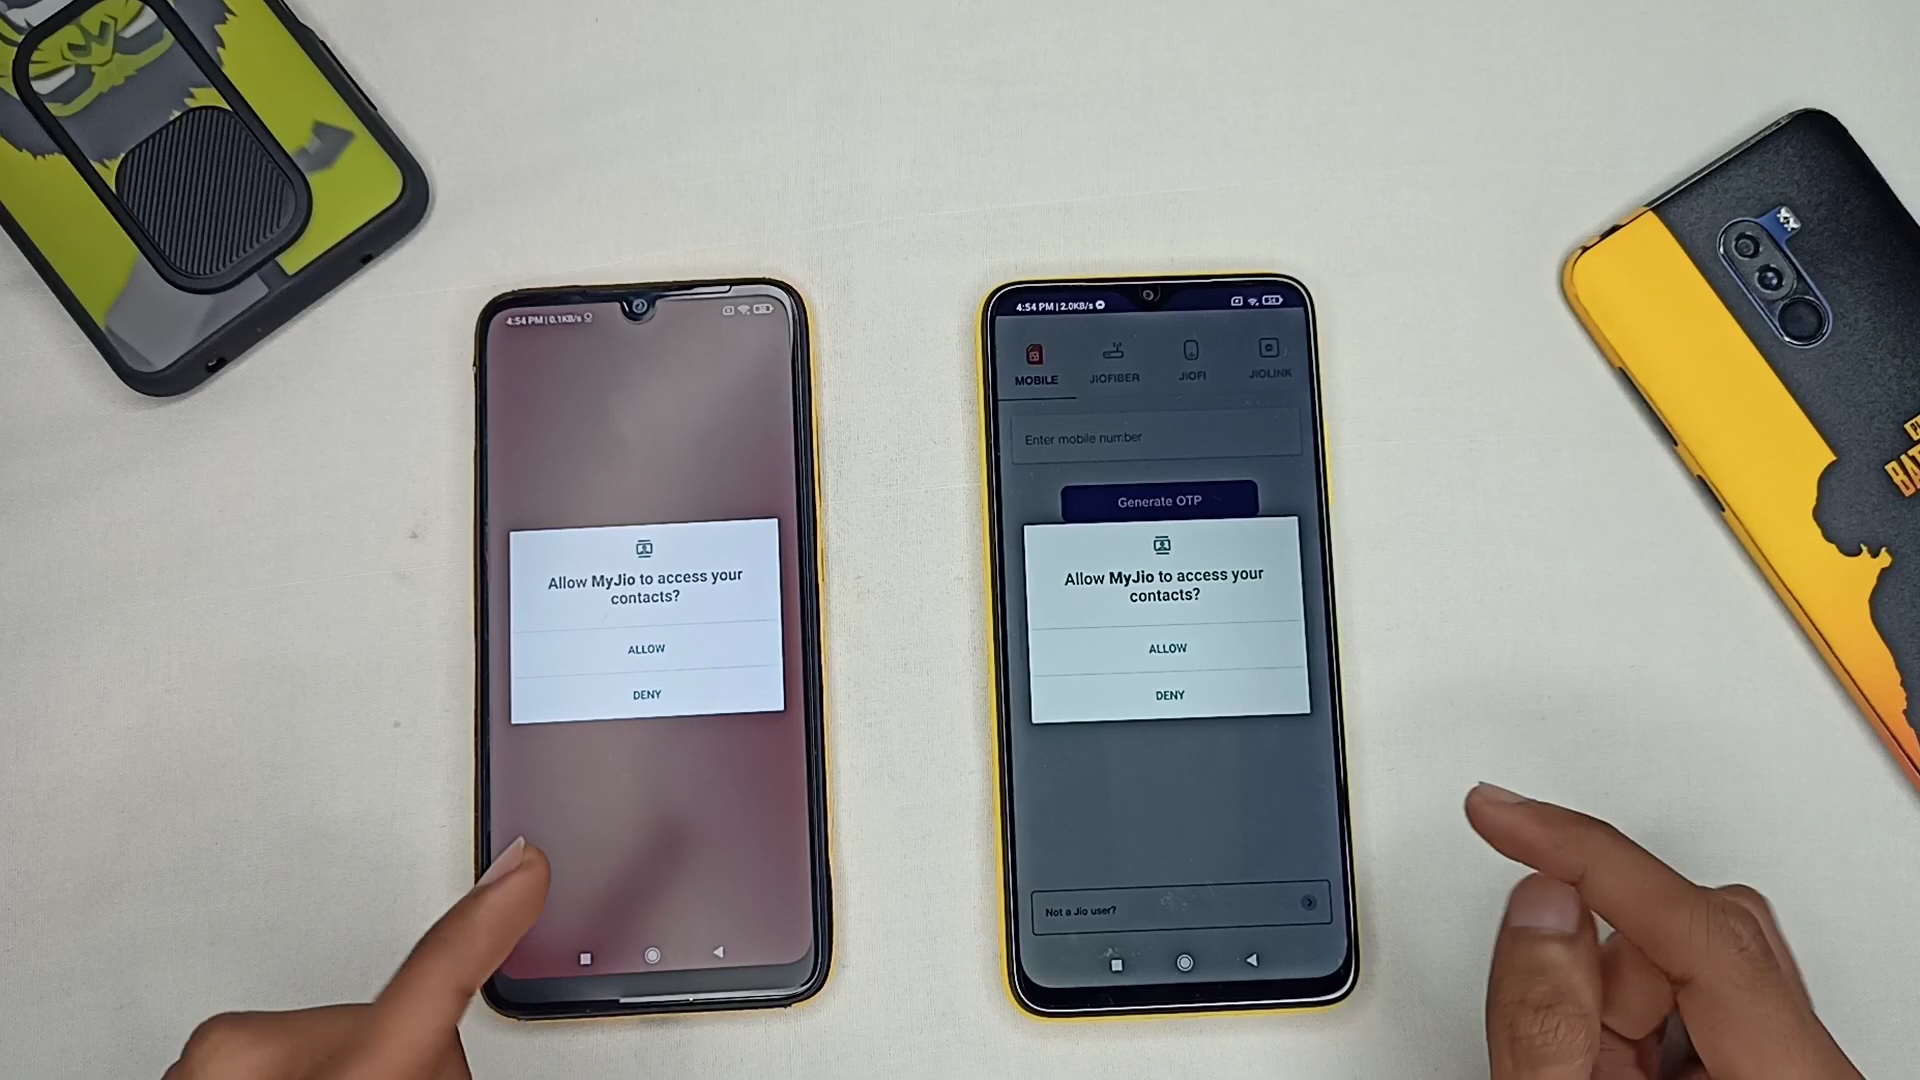 4:54 PM | 0.1KB/s
Allow MyJio to access your
contacts?
ALLOW
DENY
4:54 PM | 2.0KB/s
MOBILE
JIOFIBER
JIOFI
JIOLINK
Enter mobile number
Generate OTP
Allow MyJio to access your
contacts?
ALLOW
DENY
Not a Jio user?